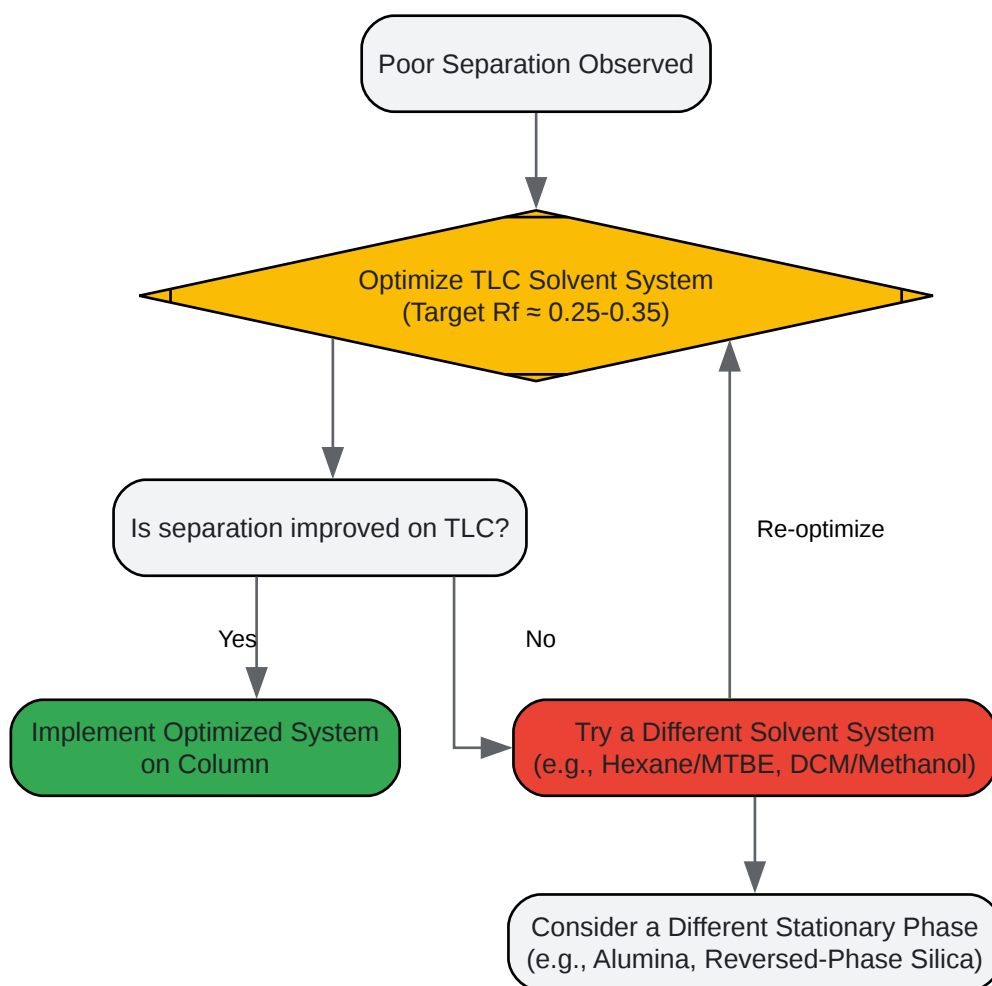 Poor Separation Observed
Optimize TLC Solvent System
(Target Rf ≈ 0.25-0.35)
Is separation improved on TLC?
Re-optimize
Yes
No
Implement Optimized System
on Column
Try a Different Solvent System
(e.g., Hexane/MTBE, DCM/Methanol)
Consider a Different Stationary Phase
(e.g., Alumina, Reversed-Phase Silica)